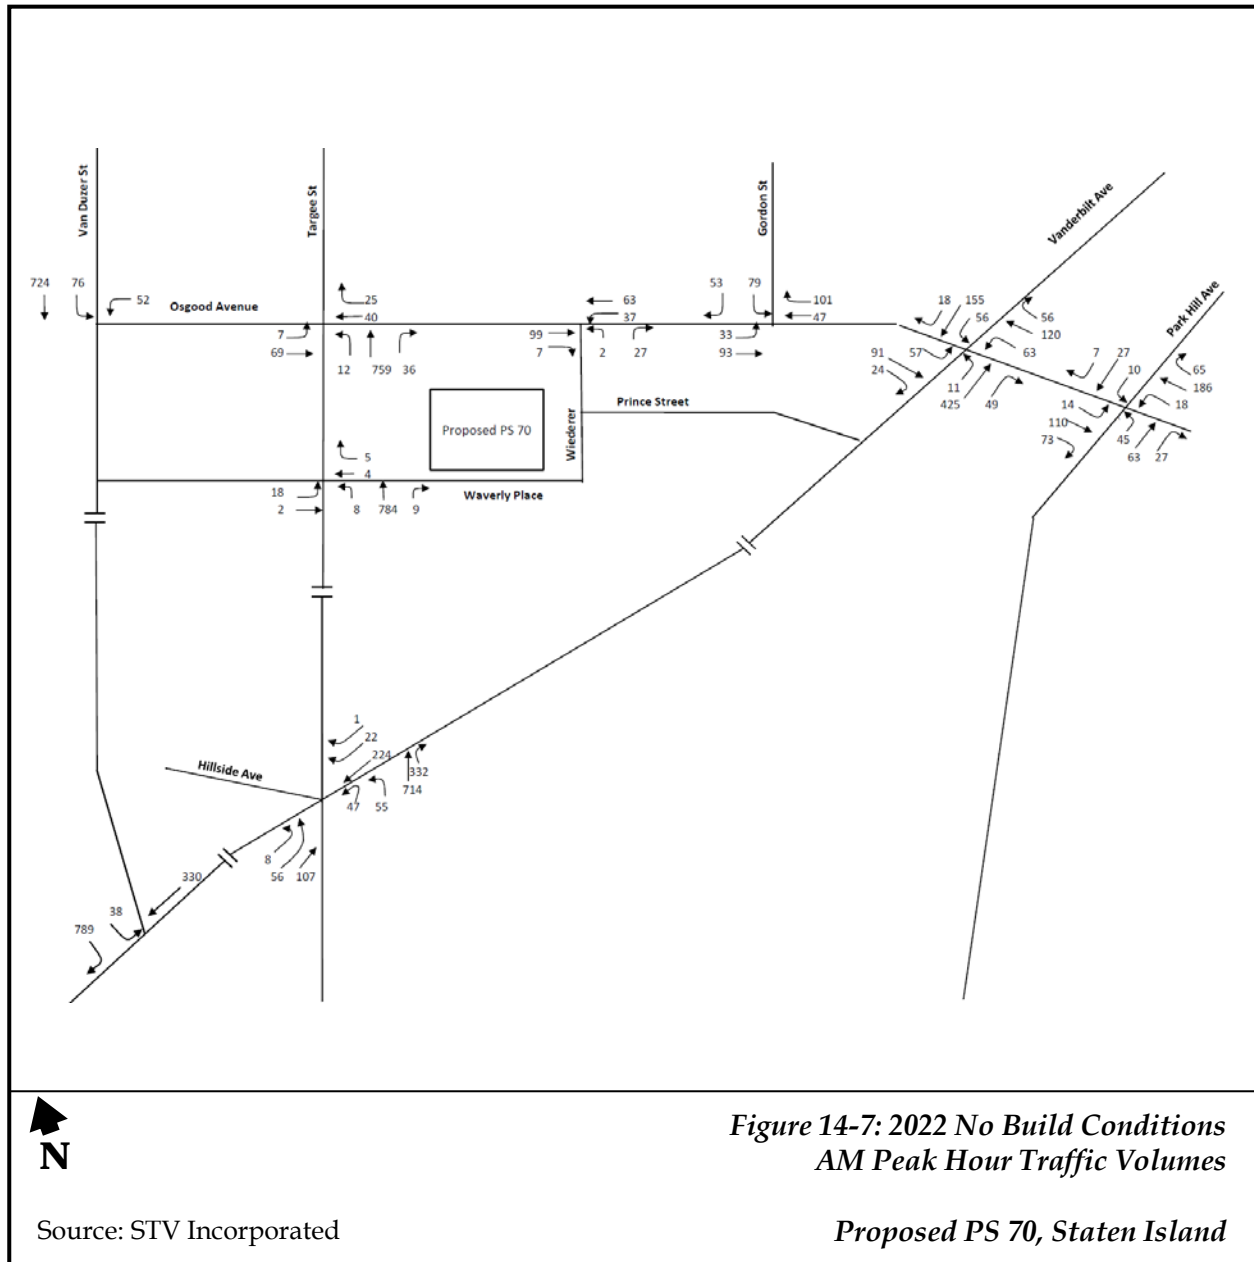 Van Duzer St
Targee St
Gordon St
Vanderbilt Ave
Park Hill Ave
724 76 52
Osgood Avenue
25
40
7
69
12 759 36
63
37
99
7
2 27
53 79
101
47
33
93
18 155
56
56
120
63
91
24
57
11
425 49
7 27
10
65
186
18
14
110
73
45
63 27
Prince Street
Proposed PS 70
Wiederer
5
4
18
2
8 784 9
Waverly Place
1
22
224
332
714
47 55
Hillside Ave
8
56 107
330
38
789
N
Figure 14-7: 2022 No Build Conditions
AM Peak Hour Traffic Volumes
Source: STV Incorporated
Proposed PS 70, Staten Island